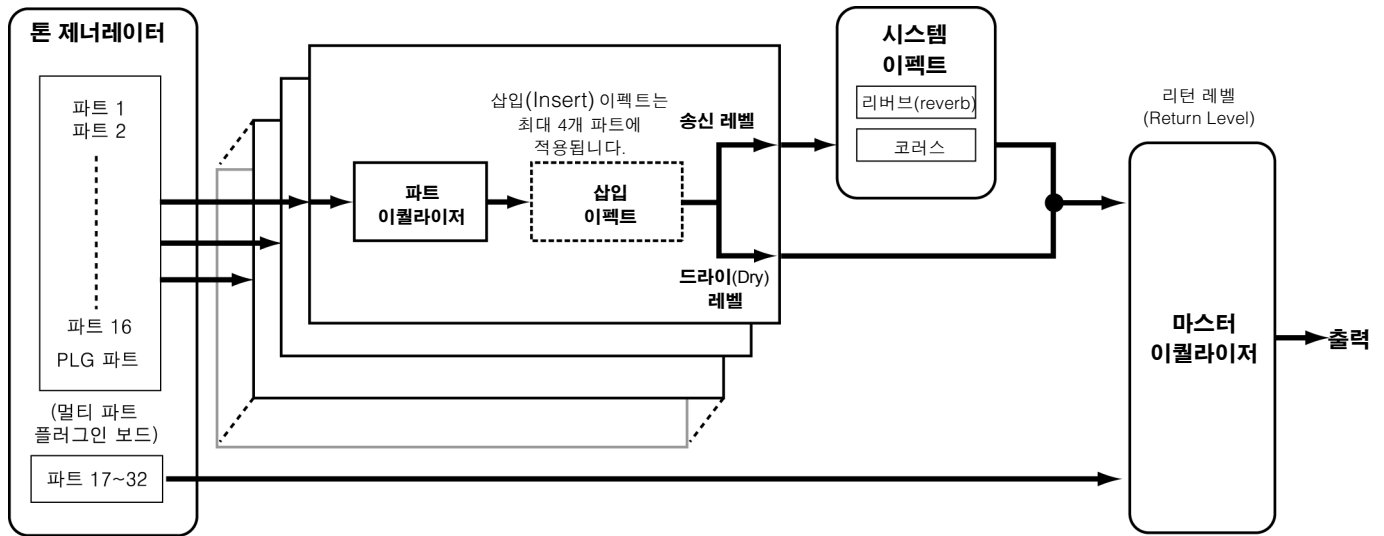 톤 제너레이터
파트 1
파트 2
파트 16
PLG 파트
(멀티 파트
플러그인 보드)
파트 17~32
파트
이퀄라이저
삽입(Insert) 이펙트는
최대 4개 파트에
적용됩니다.
삽입
이펙트
송신 레벨
드라이(Dry)
레벨
시스템
이펙트
리버브(reverb)
코러스
리턴 레벨
(Return Level)
마스터
이퀄라이저
출력